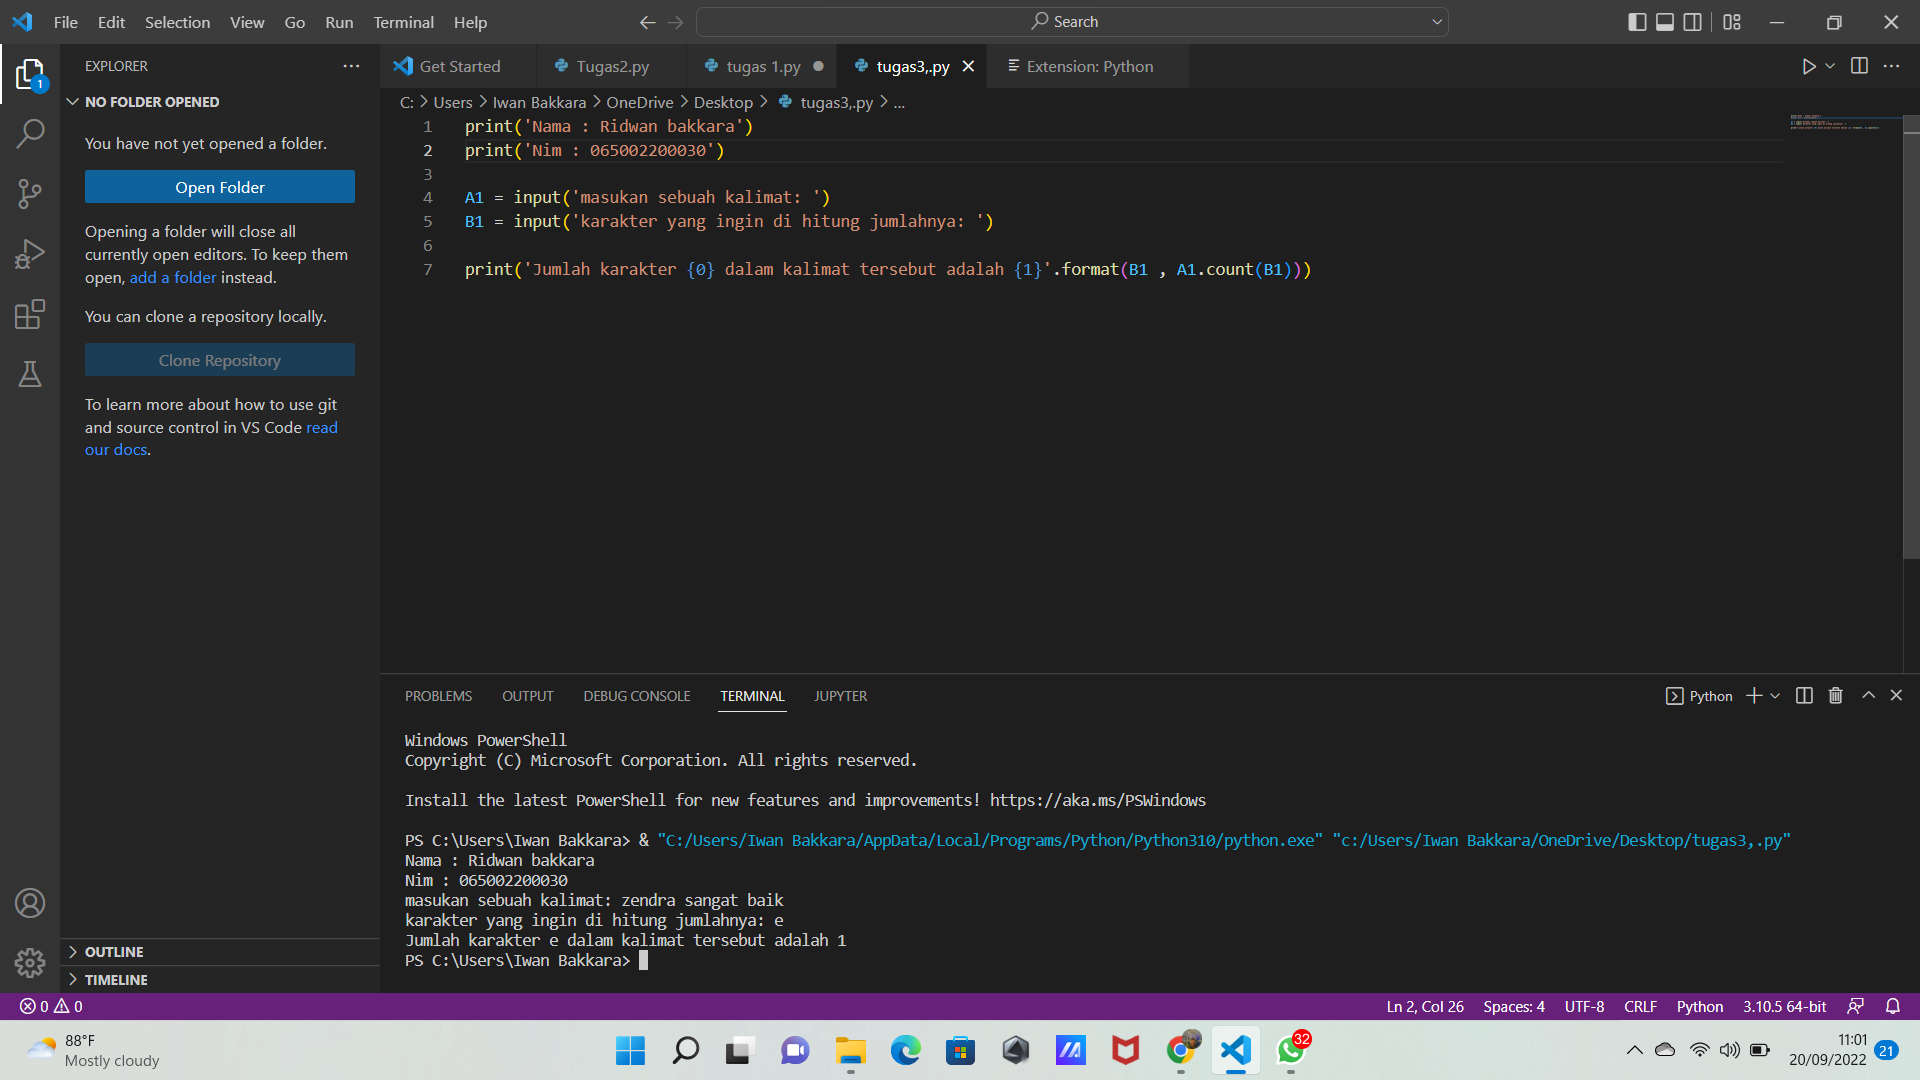 File Edit Selection View Go Run Terminal Help
Search
EXPLORER
1
NO FOLDER OPENED
You have not yet opened a folder.
Open Folder
Opening a folder will close all
currently open editors. To keep them
open, add a folder instead.
You can clone a repository locally.
Clone Repository
To learn more about how to use git
and source control in VS Code read
our docs.
OUTLINE
TIMELINE
Get Started Tugas2.py tugas 1.py tugas3,.py Extension: Python
C: > Users > Iwan Bakkara > OneDrive > Desktop > tugas3,.py > ...
1 print('Nama : Ridwan bakkara')
2 print('Nim : 065002200030')
3
4 A1 = input('masukan sebuah kalimat: ')
5 B1 = input('karakter yang ingin di hitung jumlahnya: ')
6
7 print('Jumlah karakter {0} dalam kalimat tersebut adalah {1}'.format(B1 , A1.count(B1)))
PROBLEMS OUTPUT DEBUG CONSOLE TERMINAL JUPYTER
Python
Windows PowerShell
Copyright (C) Microsoft Corporation. All rights reserved.
Install the latest PowerShell for new features and improvements! https://aka.ms/PSWindows
PS C:\Users\Iwan Bakkara> & "C:/Users/Iwan Bakkara/AppData/Local/Programs/Python/Python310/python.exe" "c:/Users/Iwan Bakkara/OneDrive/Desktop/tugas3,.py"
Nama : Ridwan bakkara
Nim : 065002200030
masukan sebuah kalimat: zendra sangat baik
karakter yang ingin di hitung jumlahnya: e
Jumlah karakter e dalam kalimat tersebut adalah 1
PS C:\Users\Iwan Bakkara>
0 0
Ln 2, Col 26 Spaces: 4 UTF-8 CRLF Python 3.10.5 64-bit
88°F
Mostly cloudy
32
11:01
20/09/2022
21